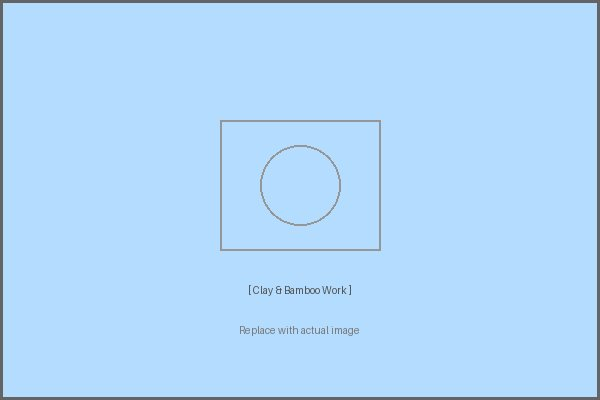 [ Clay & Bamboo Work ]
Replace with actual image